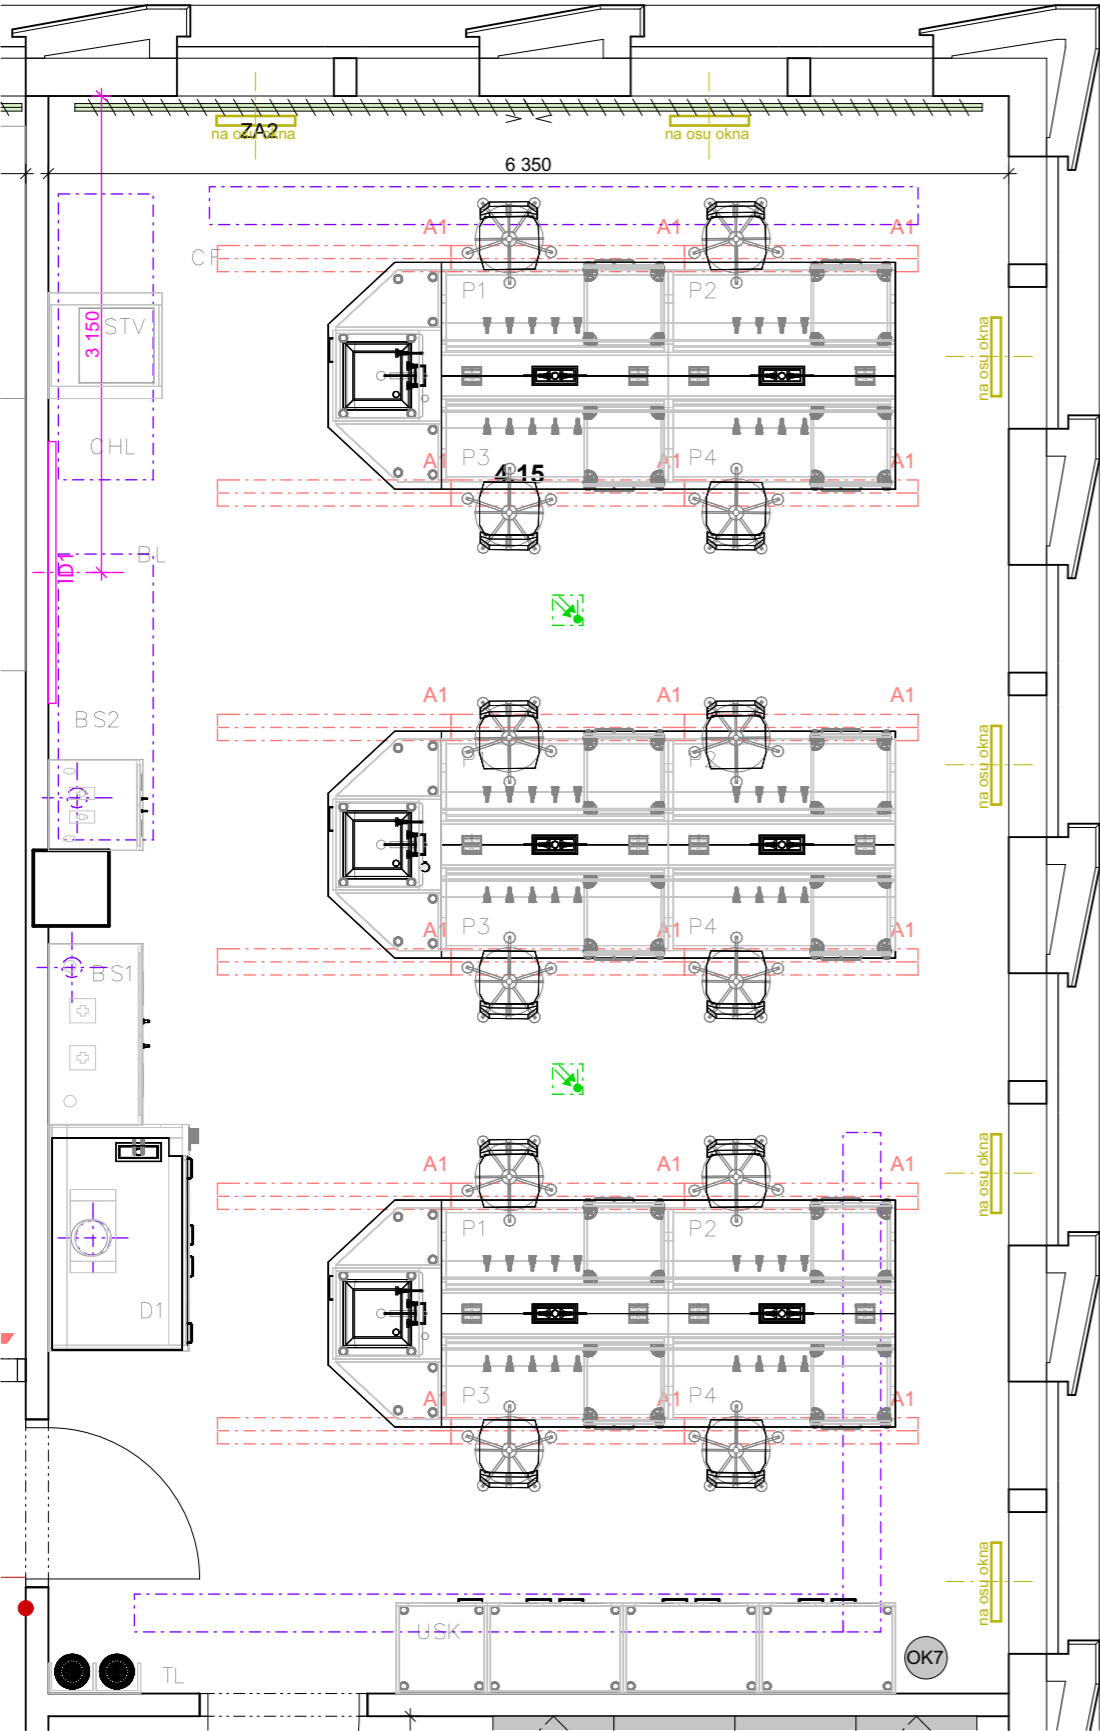 ZA2
na osu okna
na osu okna
6 350
A1
A1
A1
CF
P1
P2
STV
3 150
na osu okna
CHL
A1
P3
4.15
A1
P4
A1
BL
ID1
A1
A1
A1
BS2
na osu okna
P1
P2
A1
P3
A1
P4
A1
BS1
A1
A1
A1
na osu okna
P1
P2
D1
A1
P3
A1
P4
A1
na osu okna
USK
OK7
TL